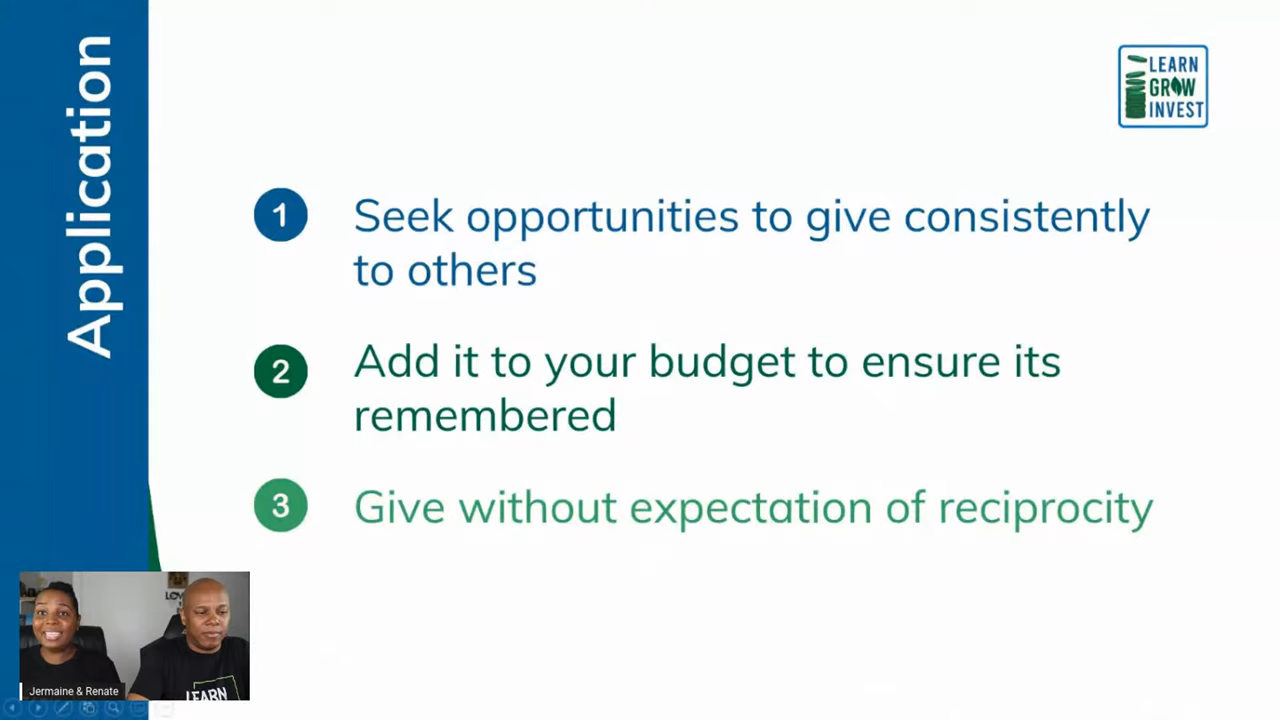 Application
LEARN
GROW
INVEST
1
Seek opportunities to give consistently
to others
2
Add it to your budget to ensure its
remembered
3
Give without expectation of reciprocity
Jermaine & Renate
LEARN